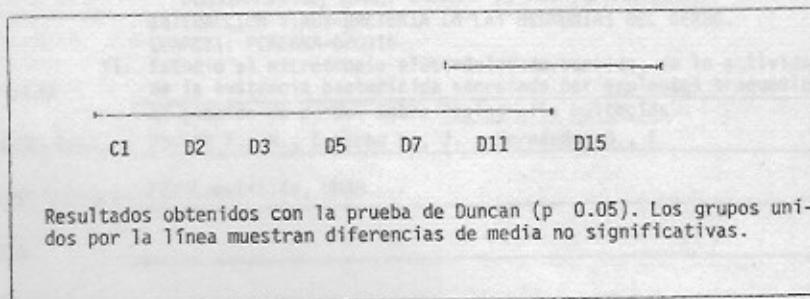 C1 D2 D3 D5 D7 D11 D15
Resultados obtenidos con la prueba de Duncan (p 0.05). Los grupos uni-
dos por la línea muestran diferencias de media no significativas.